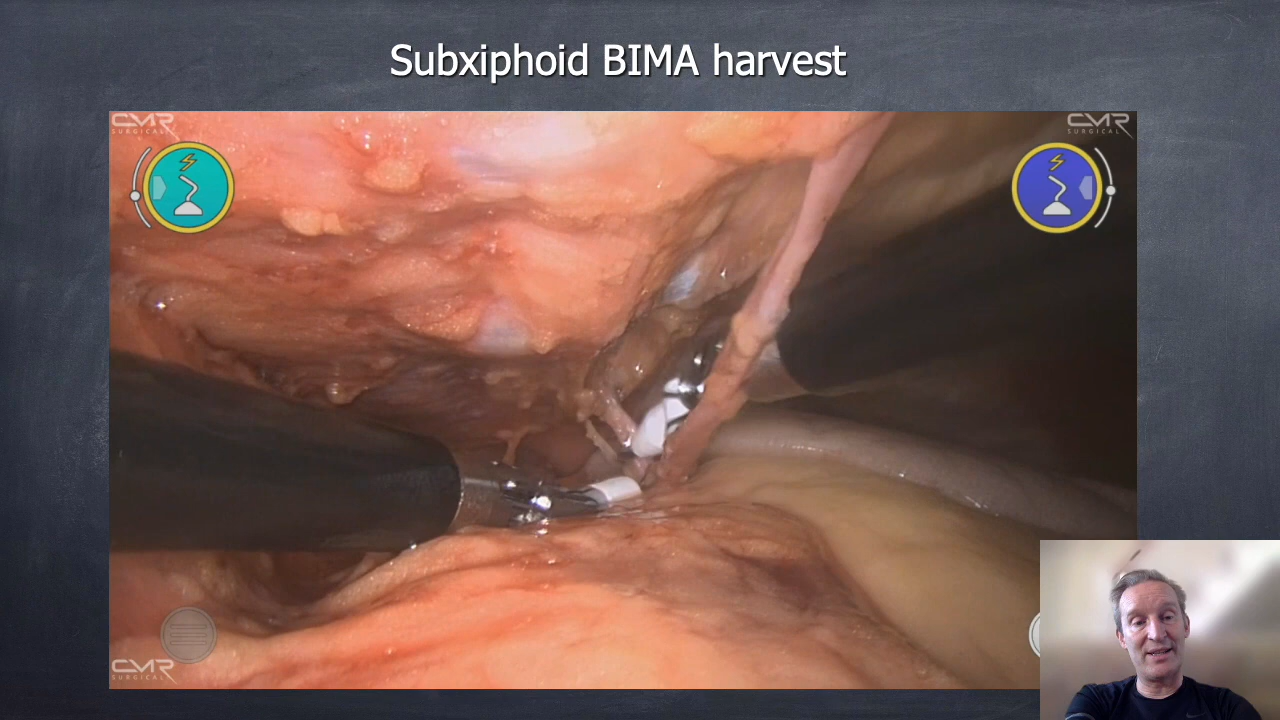 Subxiphoid BIMA harvest
CMR
SURGICAL
CMR
SURGICAL
CMR
SURGICAL